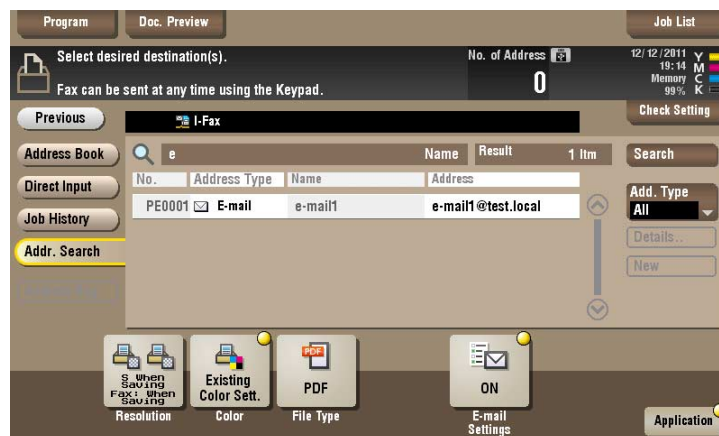 Program
Doc. Preview
Job List
Select desired destination(s).
Fax can be sent at any time using the Keypad.
No. of Address
0
12/12/2011
19:14
Memory
99%
Y
M
C
K
Previous
I-Fax
Check Setting
Address Book
e
Name
Result
1 Itm
Search
Direct Input
No.
Address Type
Name
Address
Add. Type
All
PE0001
E-mail
e-mail1
e-mail1@test.local
Job History
Details..
Addr. Search
New
S When
Saving
Fax: When
Saving
Resolution
Existing
Color Sett.
Color
PDF
PDF
File Type
ON
E-mail
Settings
Application